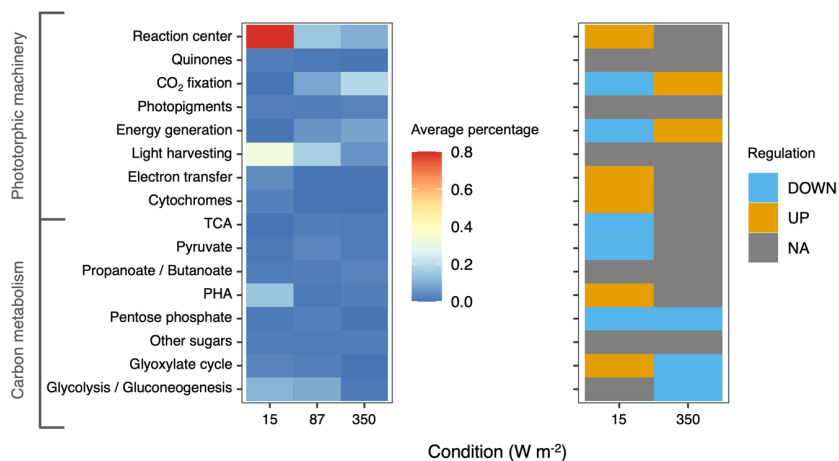 Phototorphic machinery
Carbon metabolism
Reaction center
Quinones
CO₂ fixation
Photopigments
Energy generation
Light harvesting
Electron transfer
Cytochromes
TCA
Pyruvate
Propanoate / Butanoate
PHA
Pentose phosphate
Other sugars
Glyoxylate cycle
Glycolysis / Gluconeogenesis
15 87 350
Average percentage
0.8
0.6
0.4
0.2
0.0
15 350
Regulation
DOWN
UP
NA
Condition (W m⁻²)